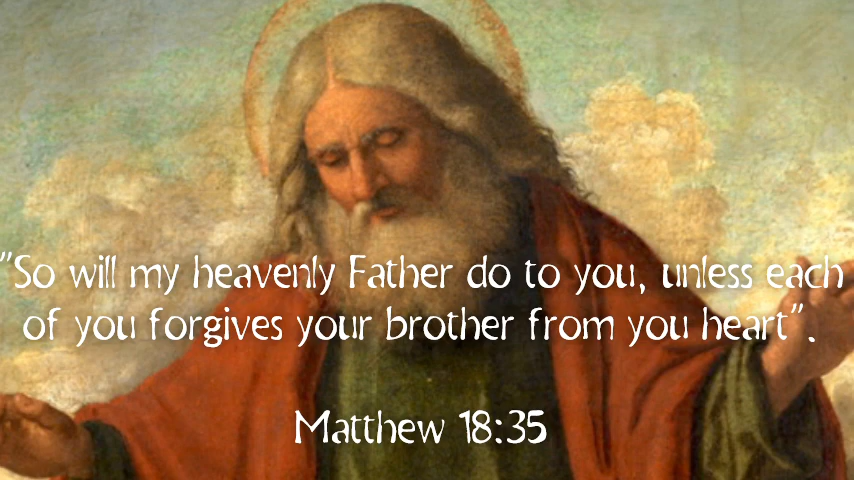 "So will my heavenly Father do to you, unless each
of you forgives your brother from you heart".
Matthew 18:35